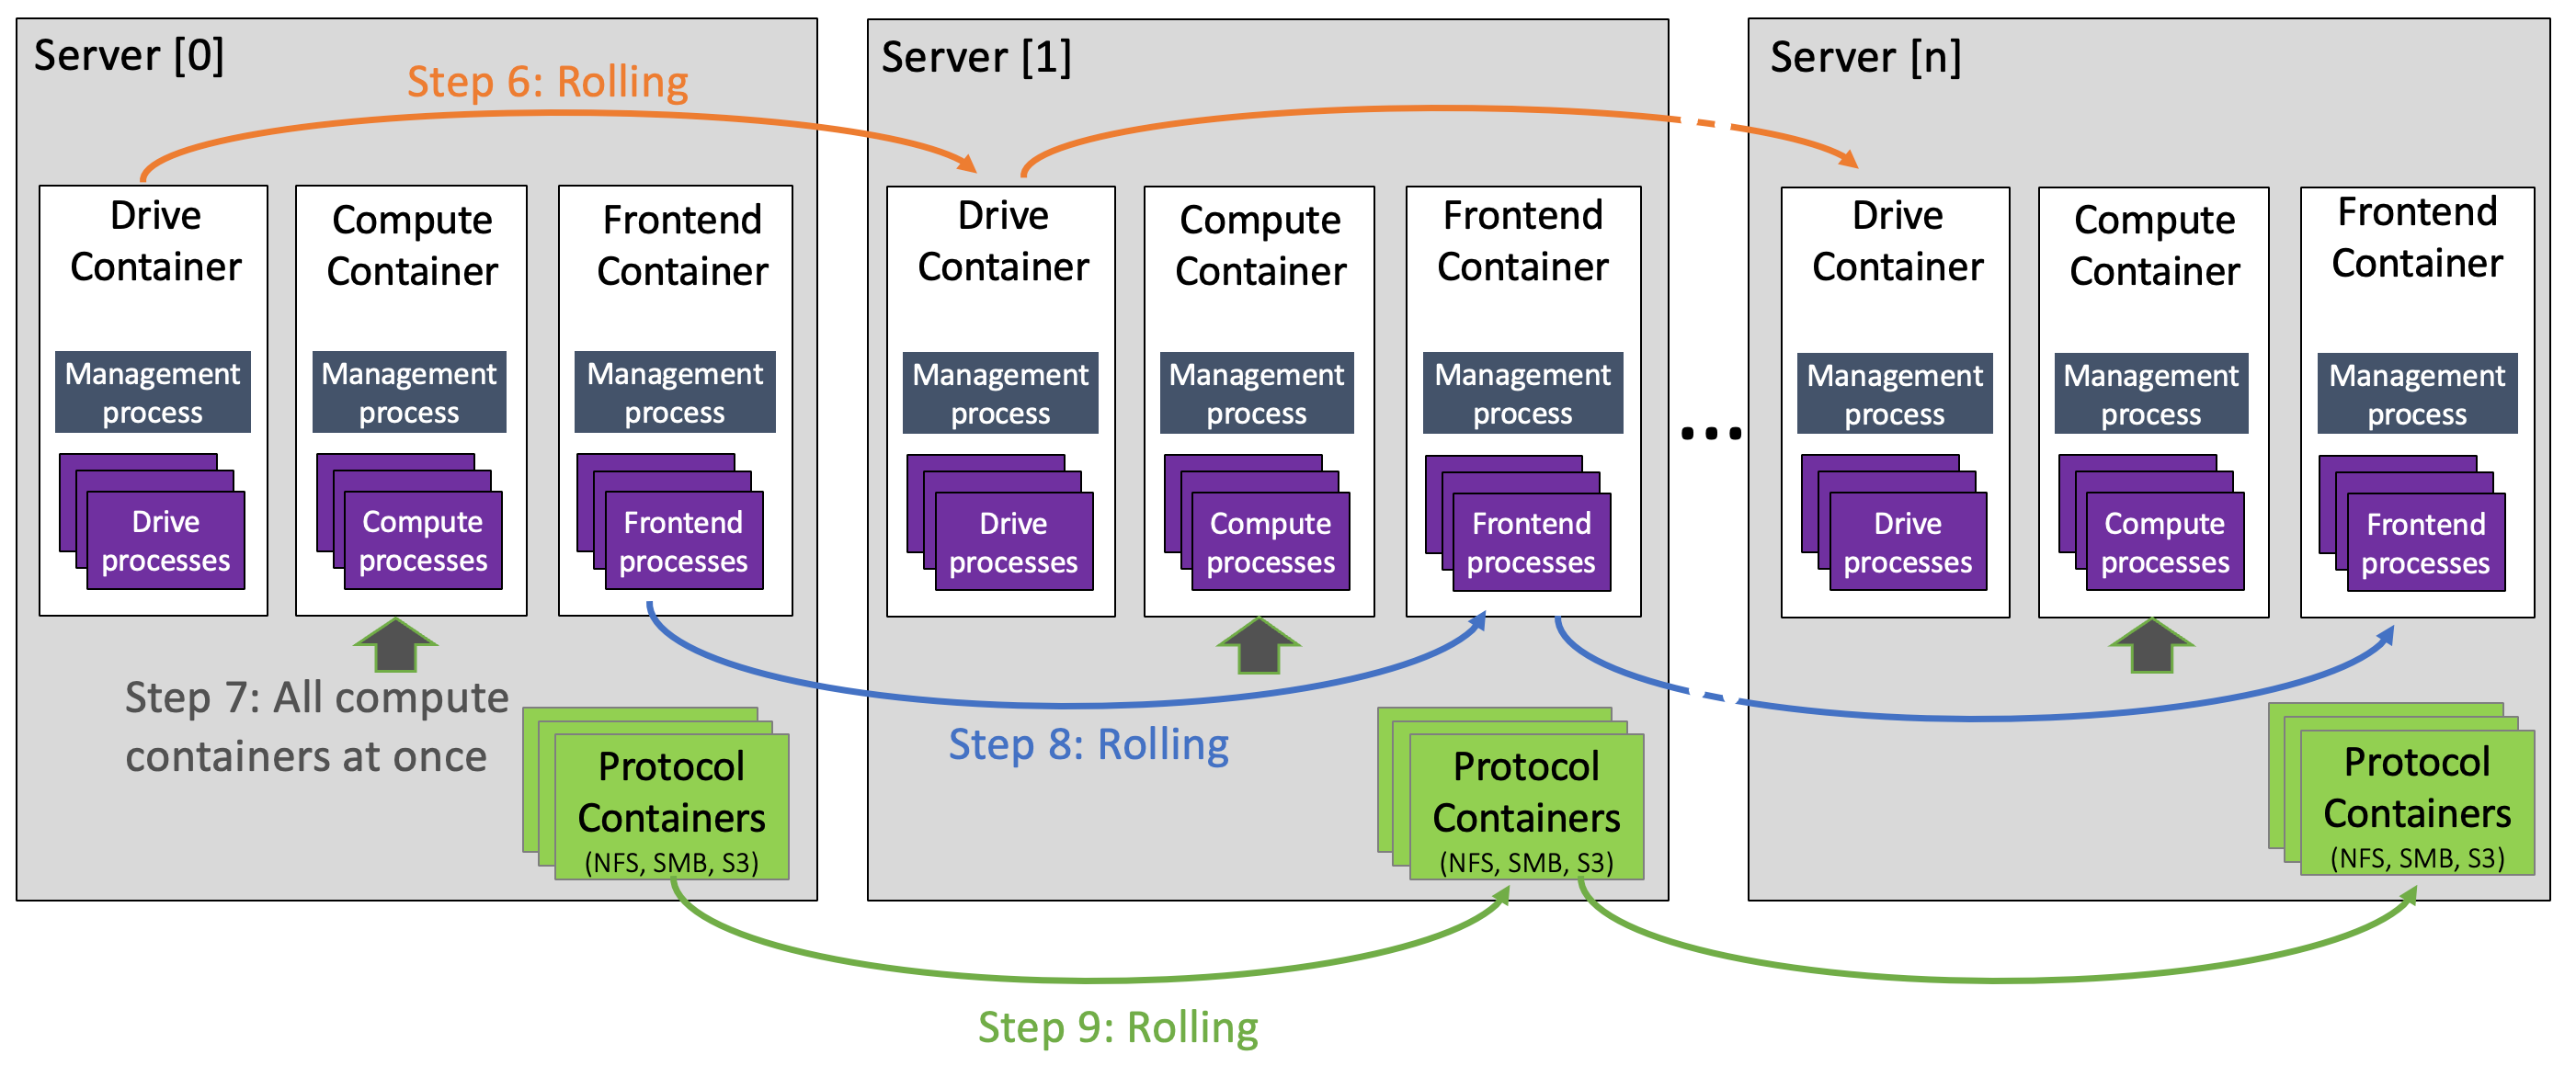 Server [0]
Step 6: Rolling
Drive
Container
Management
process
Drive
processes
Compute
Container
Management
process
Compute
processes
Frontend
Container
Management
process
Frontend
processes
Step 7: All compute
containers at once
Protocol
Containers
(NFS, SMB, S3)
Server [1]
Drive
Container
Management
process
Drive
processes
Compute
Container
Management
process
Compute
processes
Frontend
Container
Management
process
Frontend
processes
Step 8: Rolling
Protocol
Containers
(NFS, SMB, S3)
...
Server [n]
Drive
Container
Management
process
Drive
processes
Compute
Container
Management
process
Compute
processes
Frontend
Container
Management
process
Frontend
processes
Protocol
Containers
(NFS, SMB, S3)
Step 9: Rolling